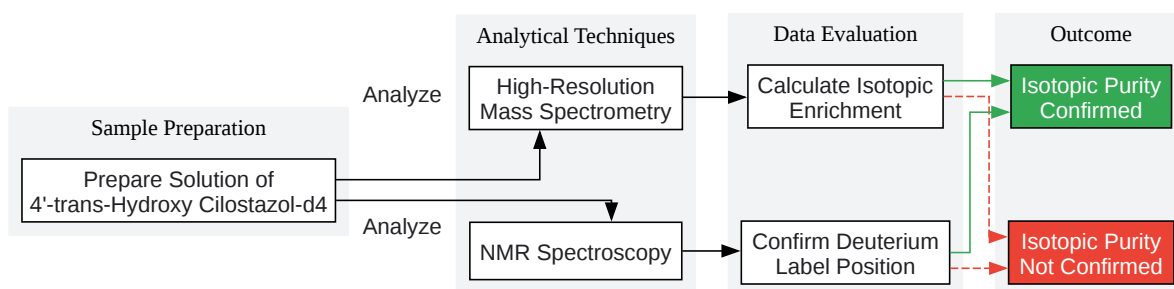 Sample Preparation
Prepare Solution of
4'-trans-Hydroxy Cilostazol-d4
Analyze
Analyze
Analytical Techniques
High-Resolution
Mass Spectrometry
NMR Spectroscopy
Data Evaluation
Calculate Isotopic
Enrichment
Confirm Deuterium
Label Position
Outcome
Isotopic Purity
Confirmed
Isotopic Purity
Not Confirmed